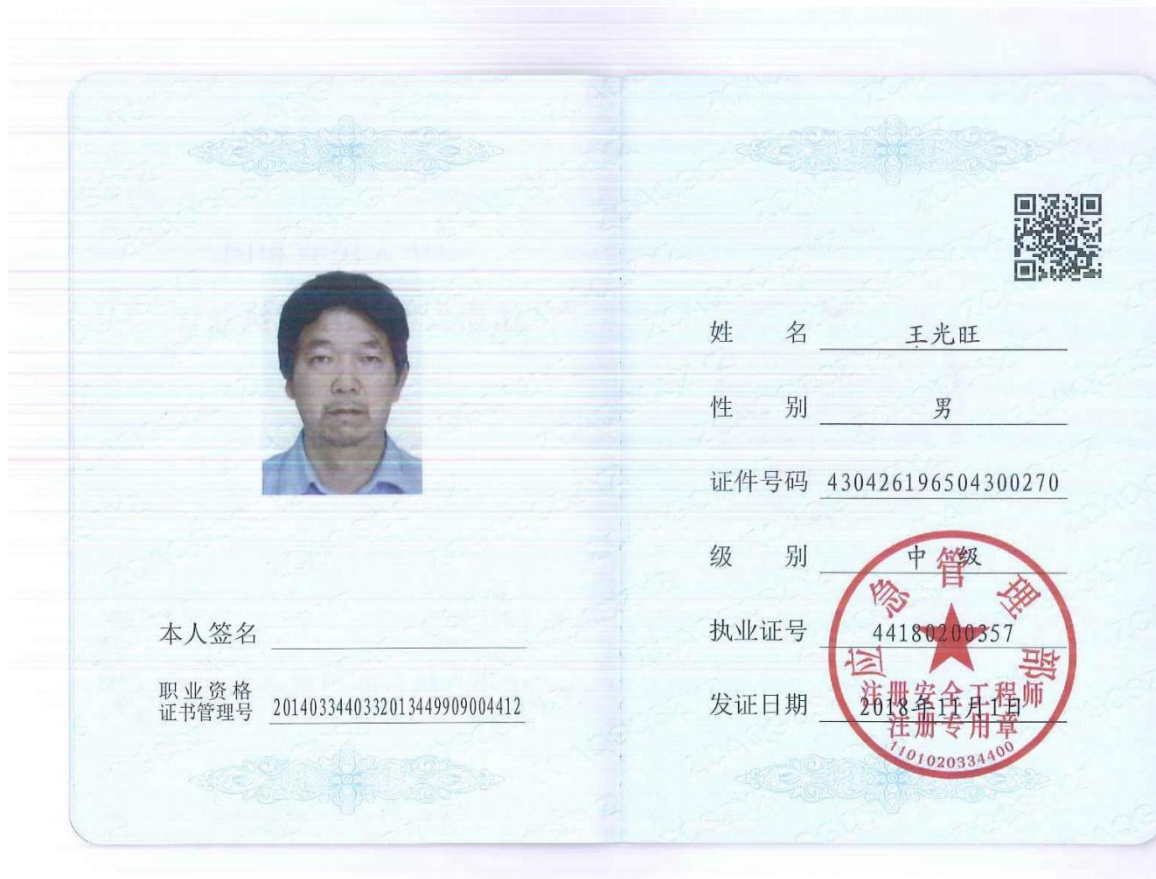 本人签名
职业资格
证书管理号 2014033440332013449909004412
姓 名 王光旺
性 别 男
证件号码 430426196504300270
级 别 中 级
执业证号 44180200357
发证日期 2018年11月1日
应急管理部
注册安全工程师
注册专用章
1101020334400